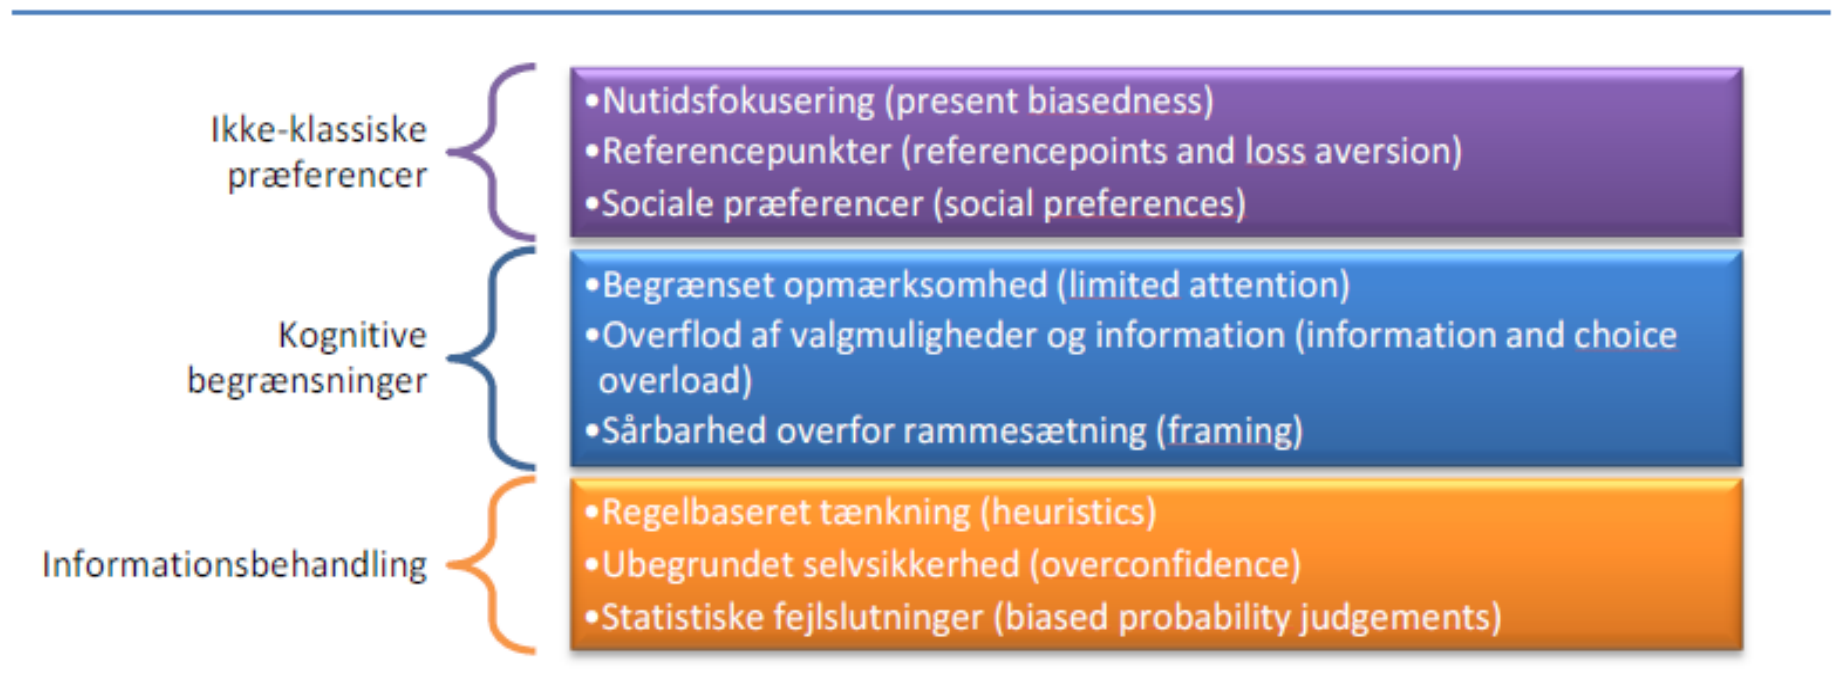 Ikke-klassiske
præferencer
•Nutidsfokusering (present biasedness)
•Referencepunkter (referencepoints and loss aversion)
•Sociale præferencer (social preferences)
Kognitive
begrænsninger
•Begrænset opmærksomhed (limited attention)
•Overflod af valgmuligheder og information (information and choice
overload)
•Sårbarhed overfor rammesætning (framing)
Informationsbehandling
•Regelbaseret tænkning (heuristics)
•Ubegrundet selvsikkerhed (overconfidence)
•Statistiske fejlslutninger (biased probability judgements)